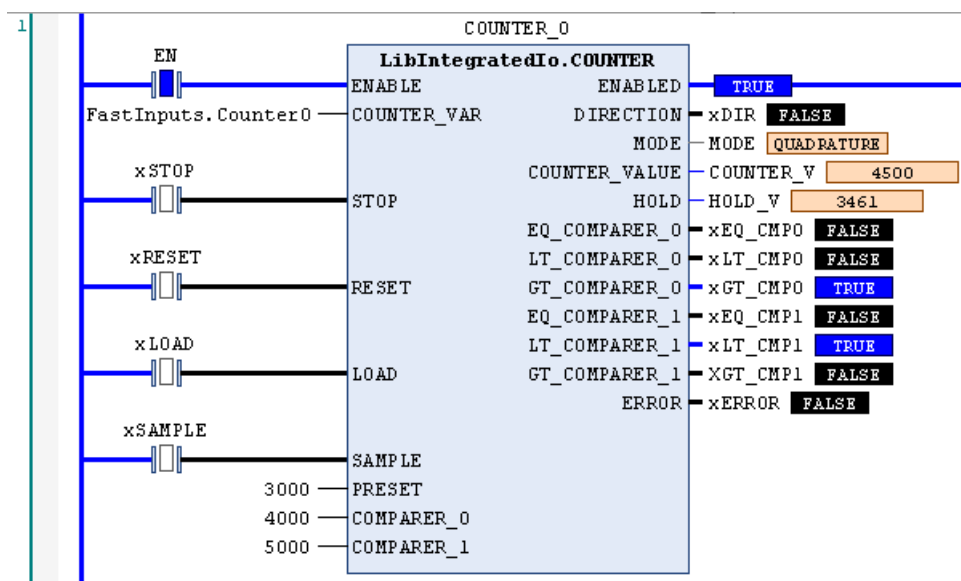 1
COUNTER_0
EN
LibIntegratedIo.COUNTER
ENABLE ENABLED TRUE
FastInputs.Counter0 COUNTER_VAR DIRECTION xDIR FALSE
MODE MODE QUADRATURE
xSTOP COUNTER_VALUE COUNTER_V 4500
STOP HOLD HOLD_V 3461
EQ_COMPARER_0 xEQ_CMP0 FALSE
xRESET LT_COMPARER_0 xLT_CMP0 FALSE
RESET GT_COMPARER_0 xGT_CMP0 TRUE
EQ_COMPARER_1 xEQ_CMP1 FALSE
xLOAD LT_COMPARER_1 xLT_CMP1 TRUE
LOAD GT_COMPARER_1 XGT_CMP1 FALSE
ERROR xERROR FALSE
xSAMPLE
SAMPLE
3000 PRESET
4000 COMPARER_0
5000 COMPARER_1